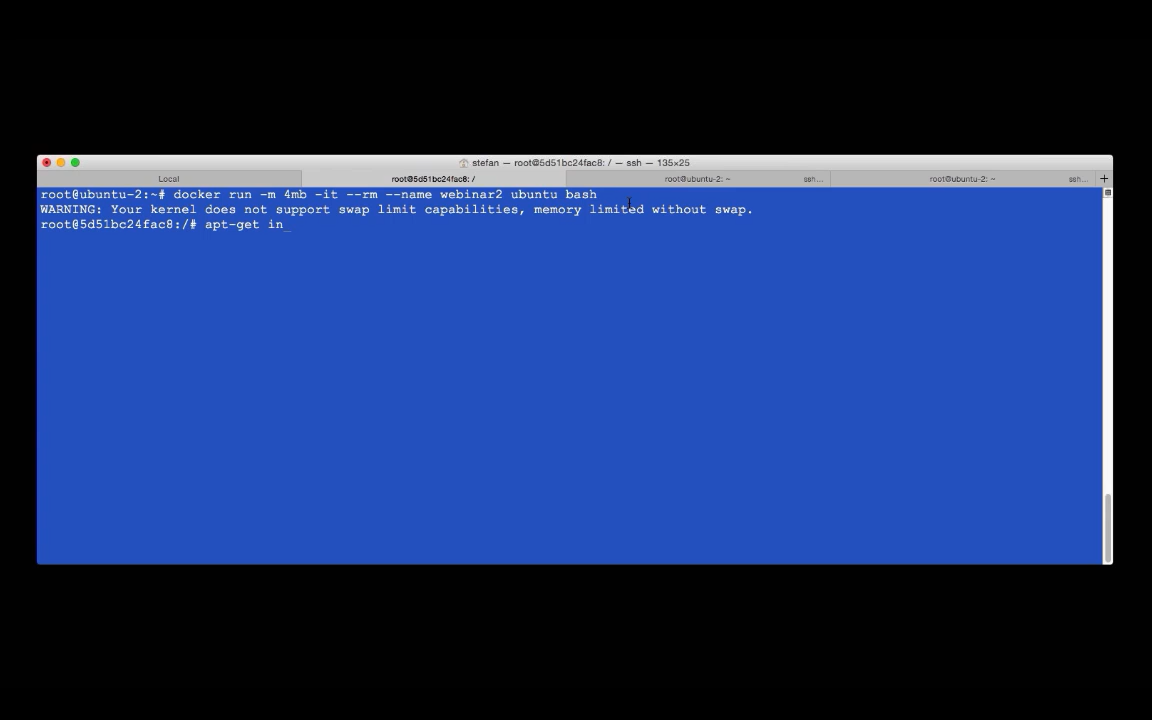 stefan — root@5d51bc24fac8: / — ssh — 135×25
Local
root@5d51bc24fac8: /
root@ubuntu-2: ~ ssh...
root@ubuntu-2: ~ ssh...
+
root@ubuntu-2:~# docker run -m 4mb -it --rm --name webinar2 ubuntu bash
WARNING: Your kernel does not support swap limit capabilities, memory limited without swap.
root@5d51bc24fac8:/# apt-get in_